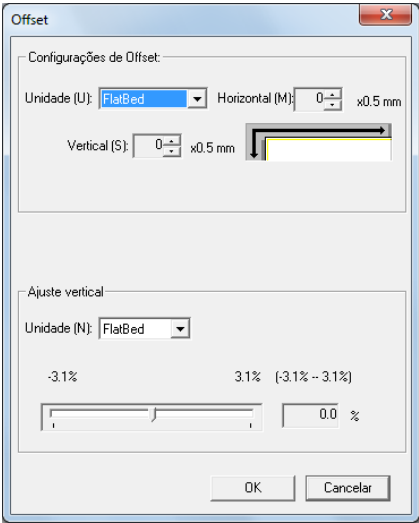 Offset
Configurações de Offset:
Unidade (U): FlatBed Horizontal (M): 0 x0.5 mm
Vertical (S): 0 x0.5 mm
Ajuste vertical
Unidade (N): FlatBed
-3.1% 3.1% (-3.1% -- 3.1%)
0.0 %
OK Cancelar